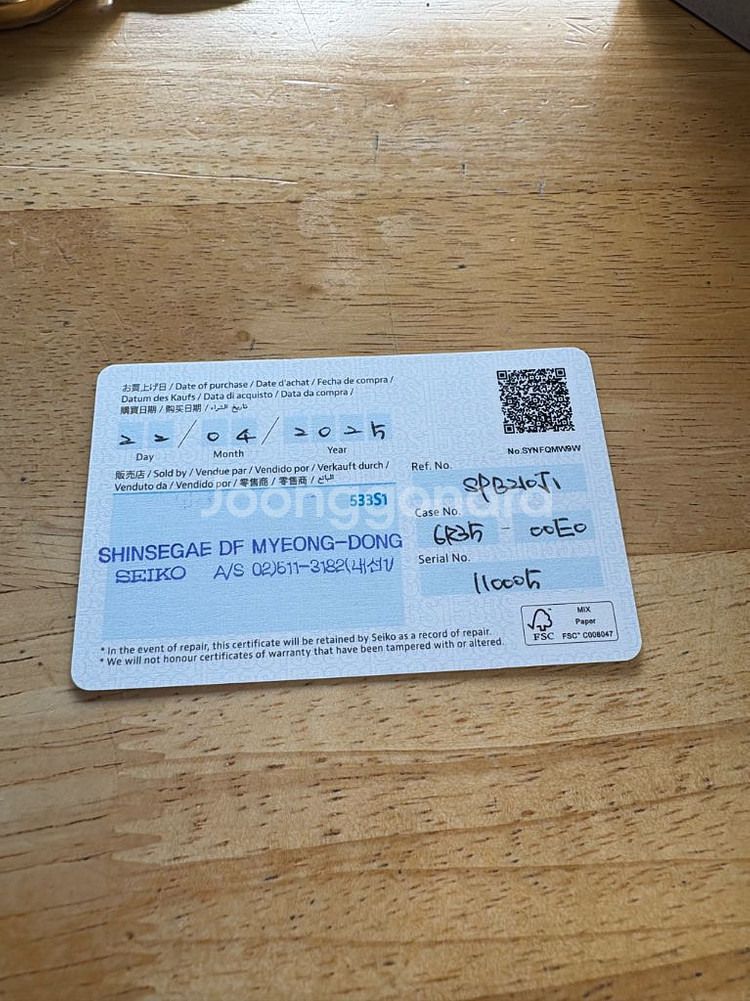 お買上げ日 / Date of purchase / Date d'achat / Fecha de compra /
Datum des Kaufs / Data di acquisto / Data da compra /
購買日期 / 购买日期 / تاريخ الشراء
22 / 04 / 2025
Day Month Year
販売店 / Sold by / Vendue par / Vendido por / Verkauft durch /
Venduto da / Vendido por / 零售商 / 零售商 / البائع
533S1
Joonggonara
SHINSEGAE DF MYEONG-DONG
SEIKO A/S 02)511-3182(내선1)
* In the event of repair, this certificate will be retained by Seiko as a record of repair.
* We will not honour certificates of warranty that have been tampered with or altered.
No.SYNFQMW9W
Ref. No.
SPB210J1
Case No.
6R35 - 00E0
Serial No.
110005
FSC
MIX
Paper
FSC® C008047